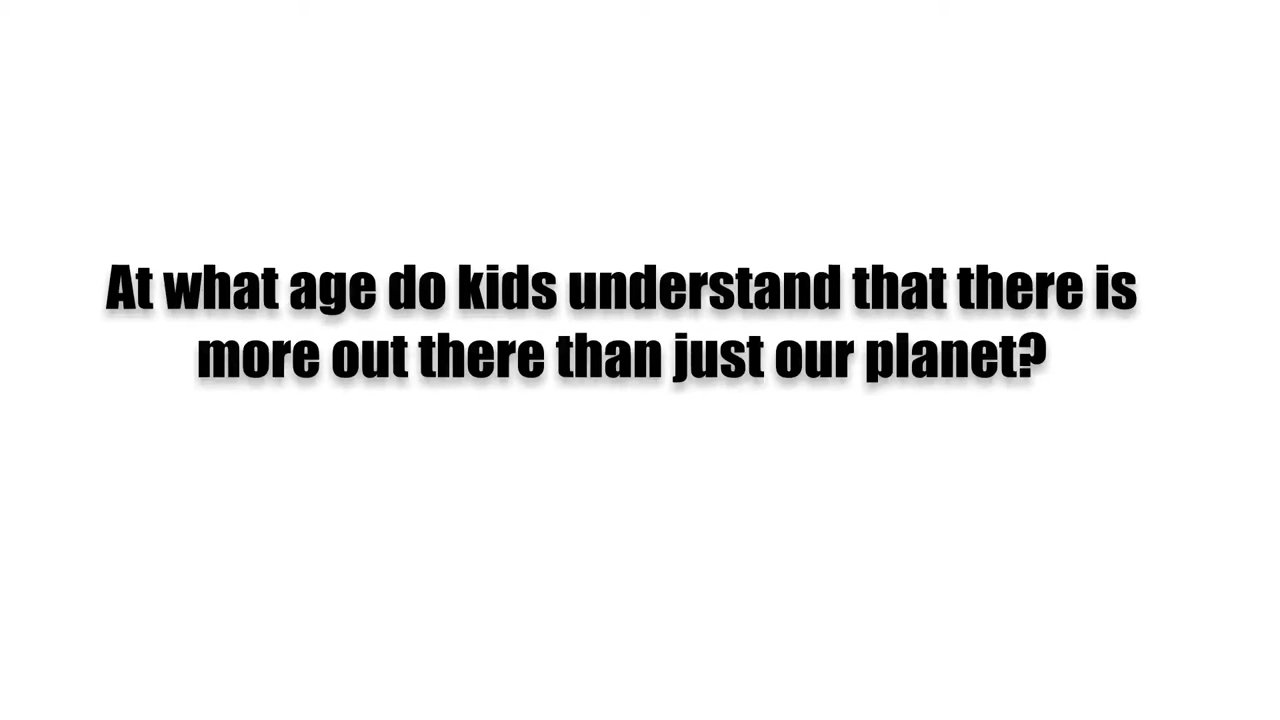 At what age do kids understand that there is
more out there than just our planet?